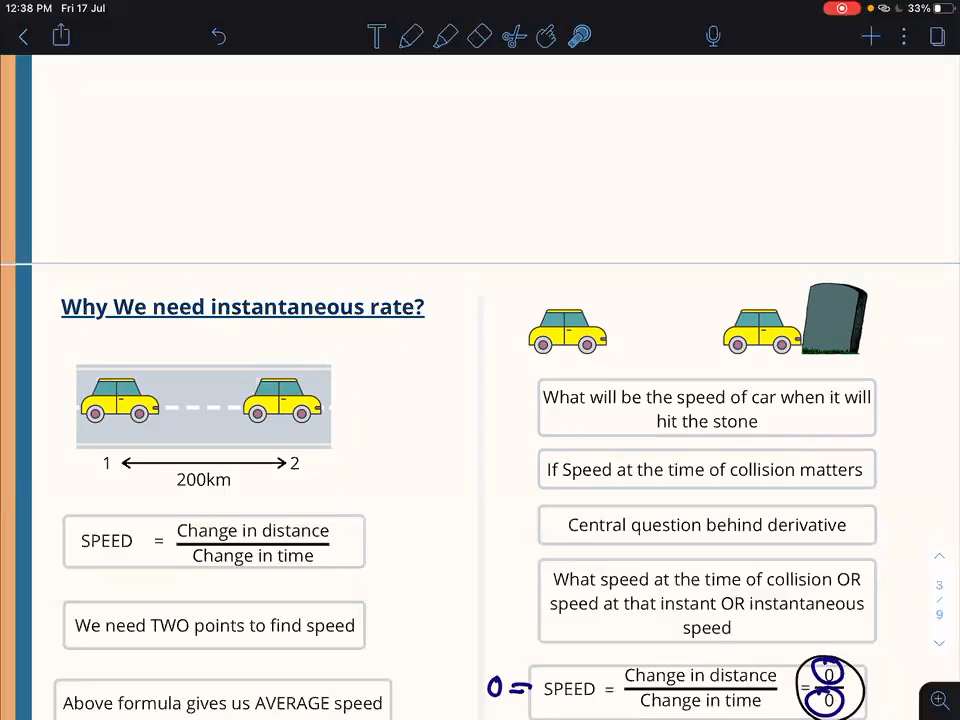 12:38 PM Fri 17 Jul
33%
T
Why We need instantaneous rate?
1
2
200km
SPEED = Change in distance
Change in time
We need TWO points to find speed
Above formula gives us AVERAGE speed
What will be the speed of car when it will
hit the stone
If Speed at the time of collision matters
Central question behind derivative
What speed at the time of collision OR
speed at that instant OR instantaneous
speed
0 = SPEED = Change in distance = 0
Change in time 0
3
/
9